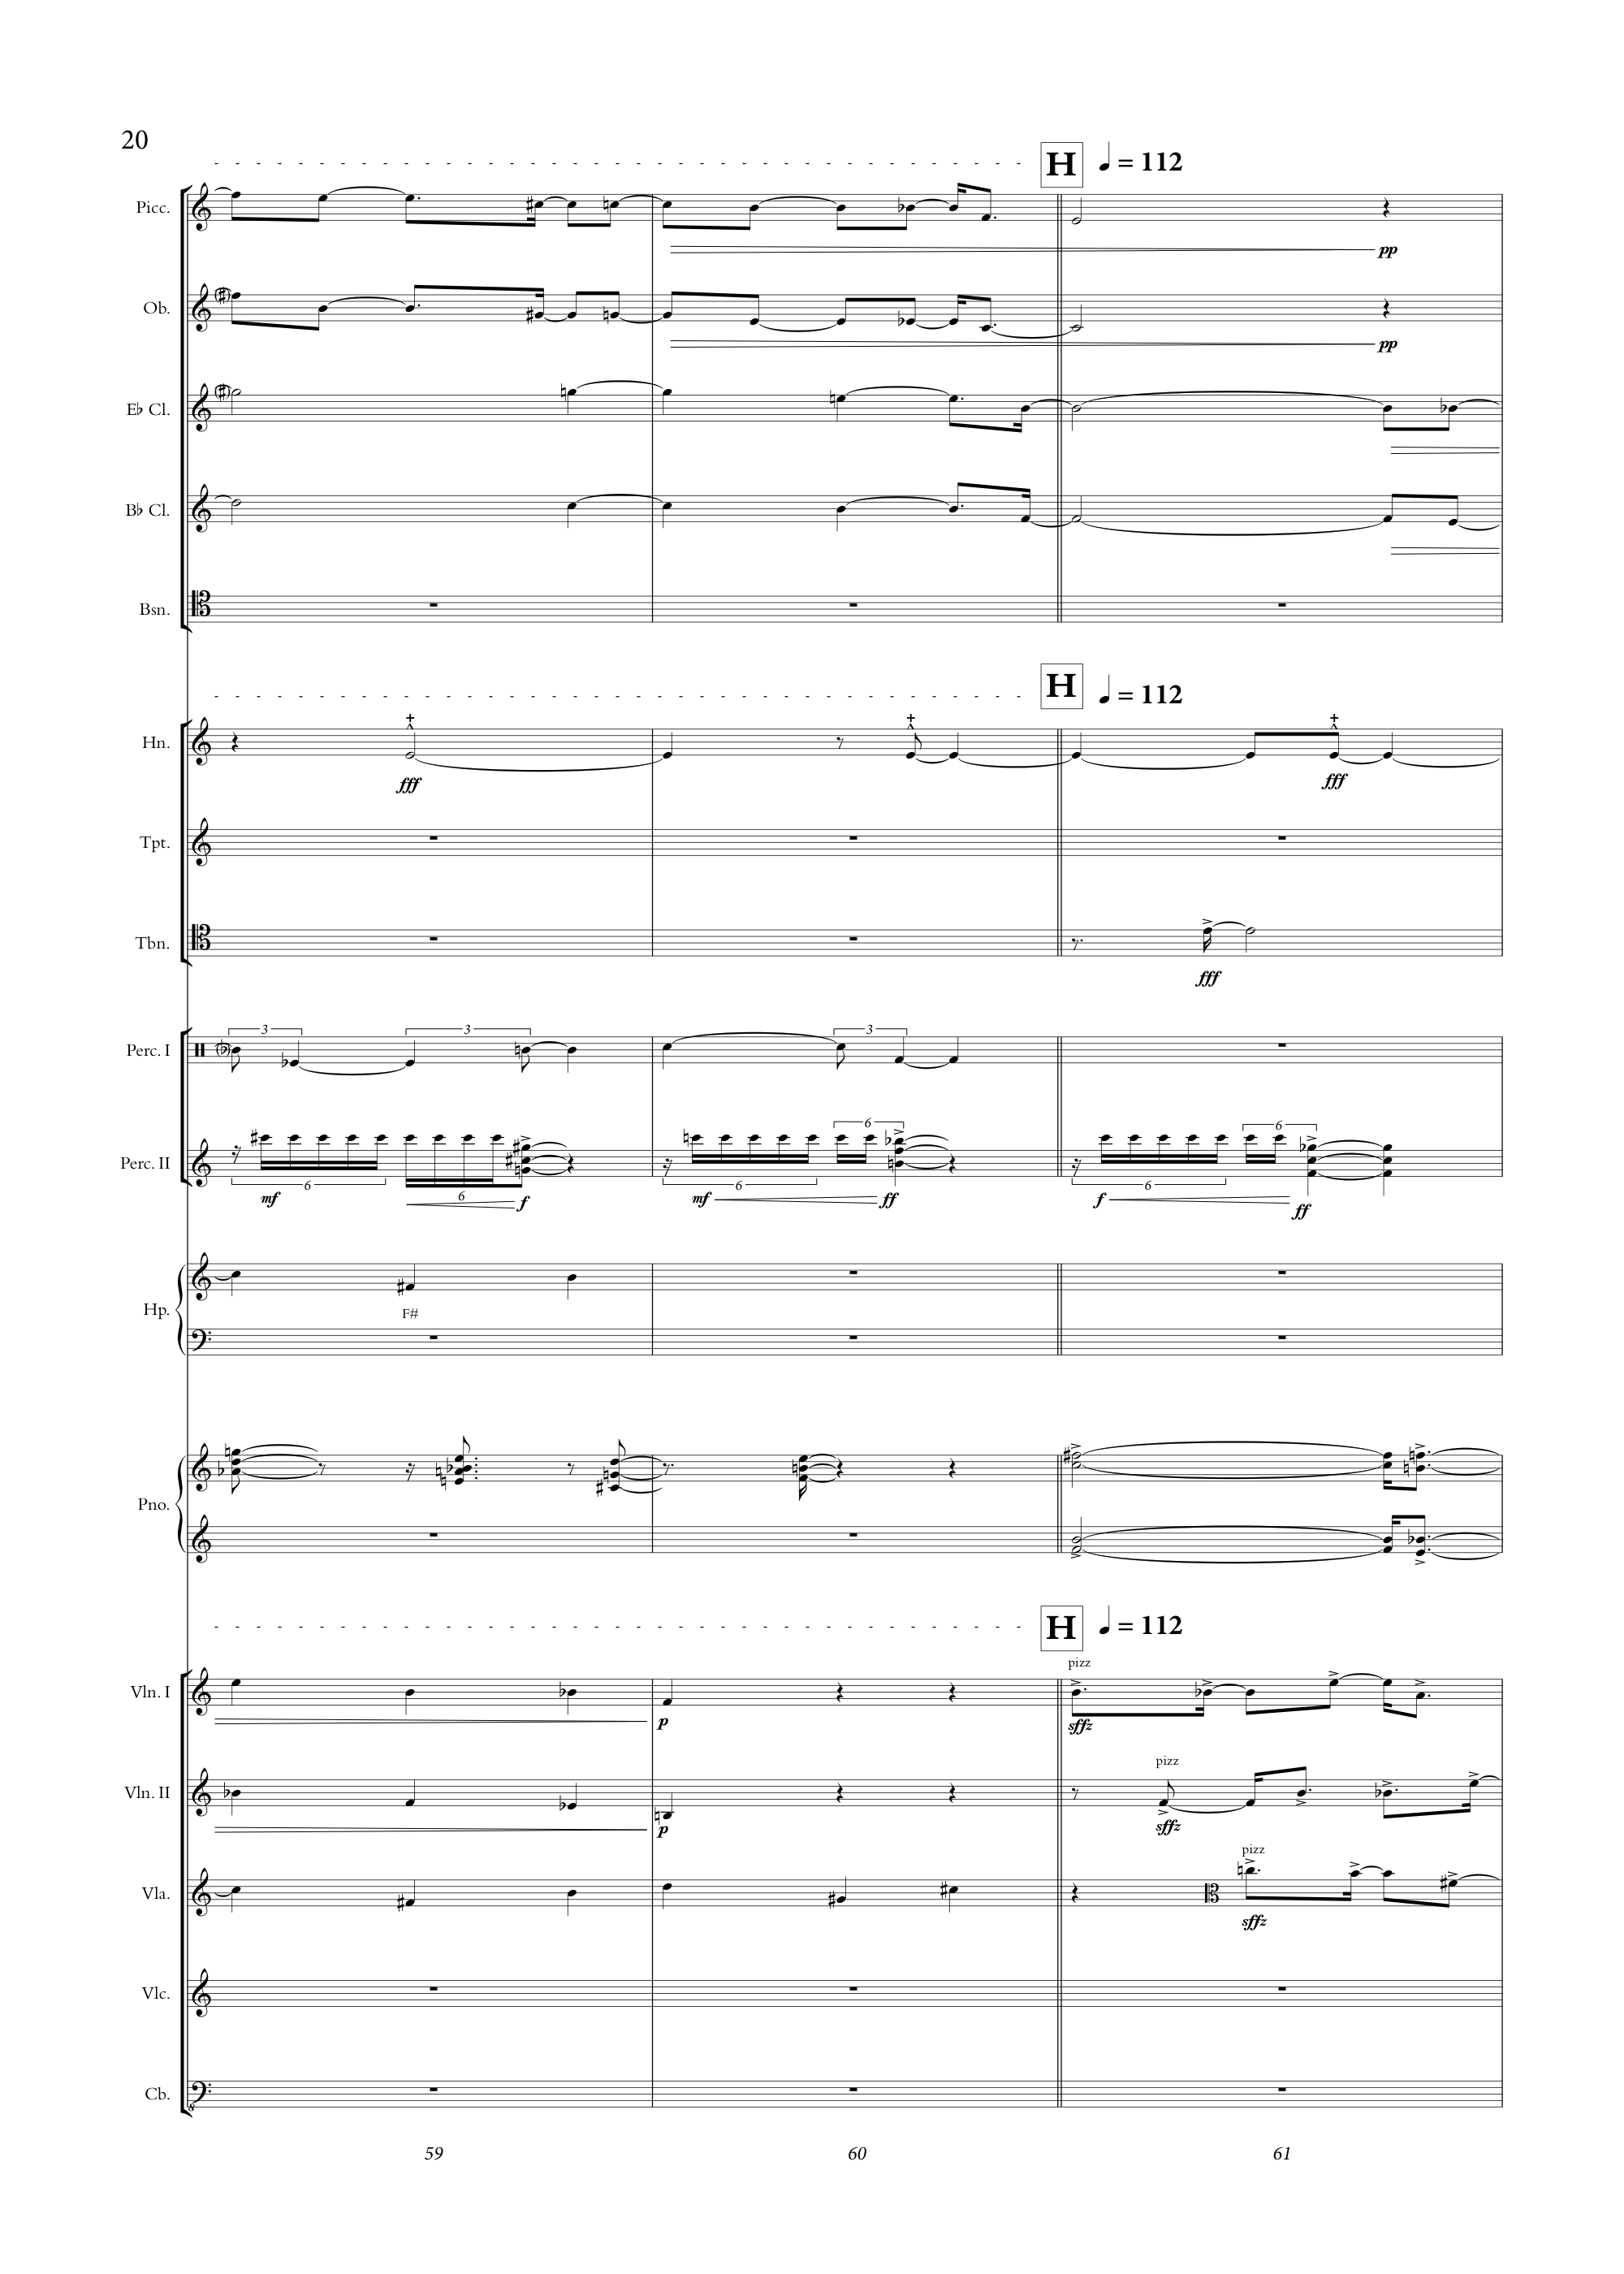 20
H ♩ = 112
Picc.
pp
Ob.
pp
E♭ Cl.
B♭ Cl.
Bsn.
H ♩ = 112
Hn.
fff fff
Tpt.
Tbn.
fff
3 3 3
Perc. I
6 6
Perc. II
6 6 6 6
mf f mf ff f ff
Hp.
F#
Pno.
H ♩ = 112
pizz
Vln. I
p sffz
pizz
Vln. II
p sffz
pizz
Vla.
sffz
Vlc.
Cb.
8
59 60 61